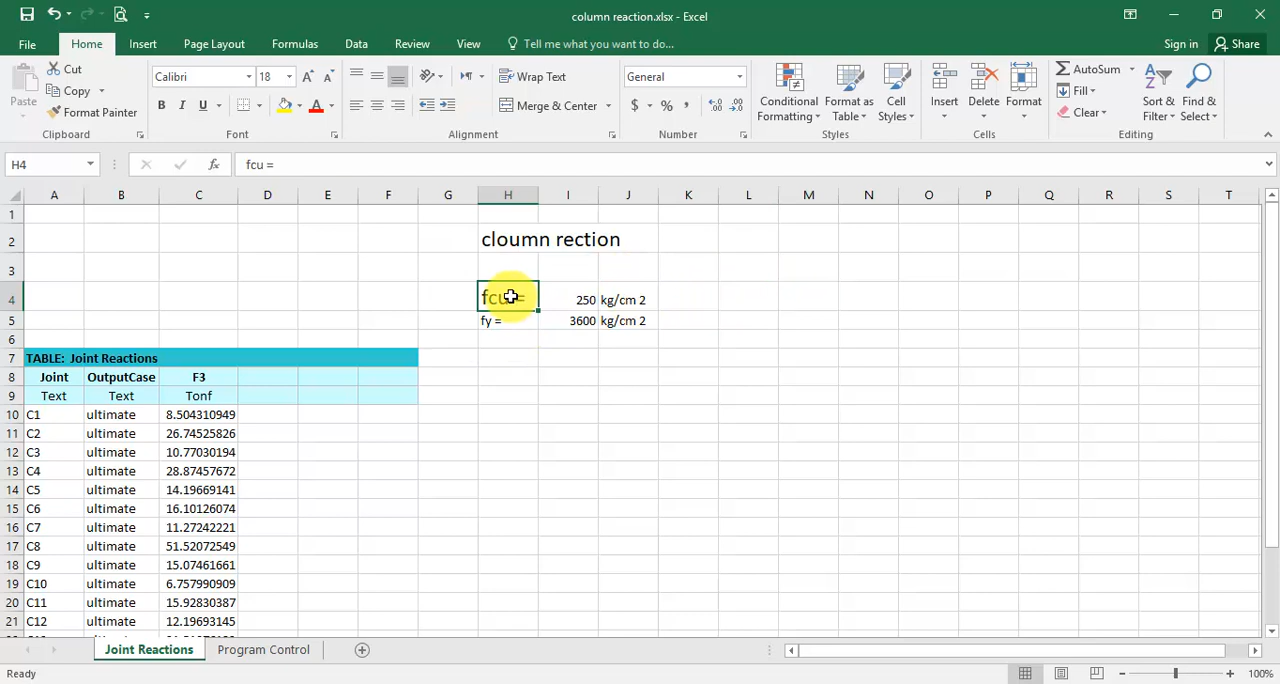 column reaction.xlsx - Excel
File Home Insert Page Layout Formulas Data Review View Tell me what you want to do... Sign in Share
Paste Cut Copy Format Painter
Calibri 18 B I U
Wrap Text Merge & Center
General $ % ,
Conditional Formatting Format as Table Cell Styles
Insert Delete Format
AutoSum Fill Clear
Sort & Filter Find & Select
Clipboard Font Alignment Number Styles Cells Editing
H4 fx fcu =
A B C D E F G H I J K L M N O P Q R S T
1
2 cloumn rection
3
4 fcu = 250 kg/cm 2
5 fy = 3600 kg/cm 2
6
7 TABLE: Joint Reactions
8 Joint OutputCase F3
9 Text Text Tonf
10 C1 ultimate 8.504310949
11 C2 ultimate 26.74525826
12 C3 ultimate 10.77030194
13 C4 ultimate 28.87457672
14 C5 ultimate 14.19669141
15 C6 ultimate 16.10126074
16 C7 ultimate 11.27242221
17 C8 ultimate 51.52072549
18 C9 ultimate 15.07461661
19 C10 ultimate 6.757990909
20 C11 ultimate 15.92830387
21 C12 ultimate 12.19693145
Joint Reactions Program Control
Ready 100%